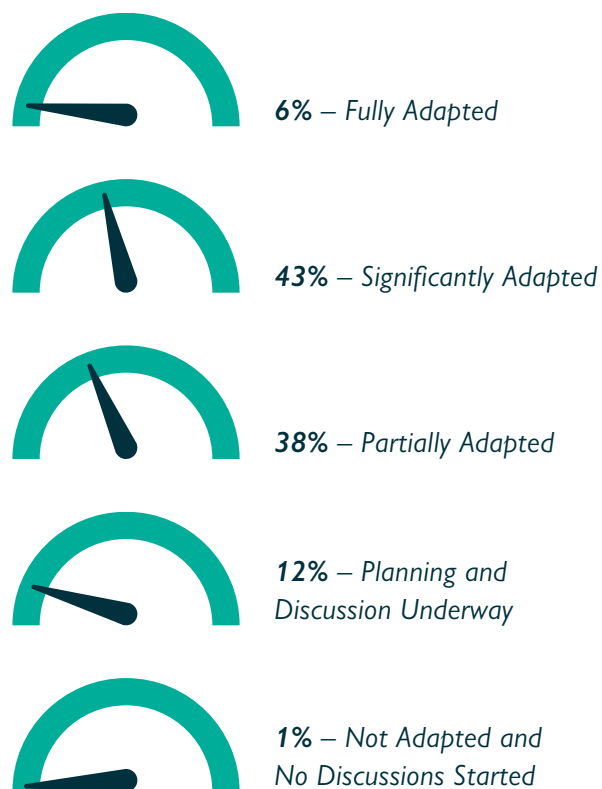 6% – Fully Adapted
43% – Significantly Adapted
38% – Partially Adapted
12% – Planning and
Discussion Underway
1% – Not Adapted and
No Discussions Started